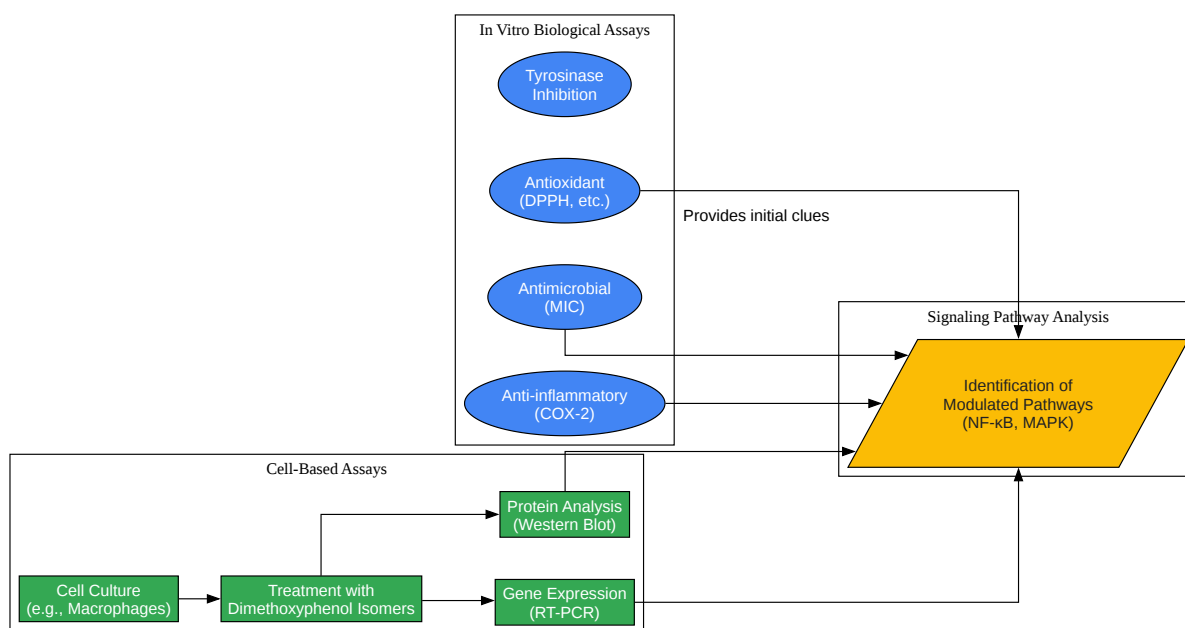 In Vitro Biological Assays
Tyrosinase
Inhibition
Antioxidant
(DPPH, etc.)
Provides initial clues
Antimicrobial
(MIC)
Anti-inflammatory
(COX-2)
Signaling Pathway Analysis
Identification of
Modulated Pathways
(NF-κB, MAPK)
Cell-Based Assays
Protein Analysis
(Western Blot)
Cell Culture
(e.g., Macrophages)
Treatment with
Dimethoxyphenol Isomers
Gene Expression
(RT-PCR)